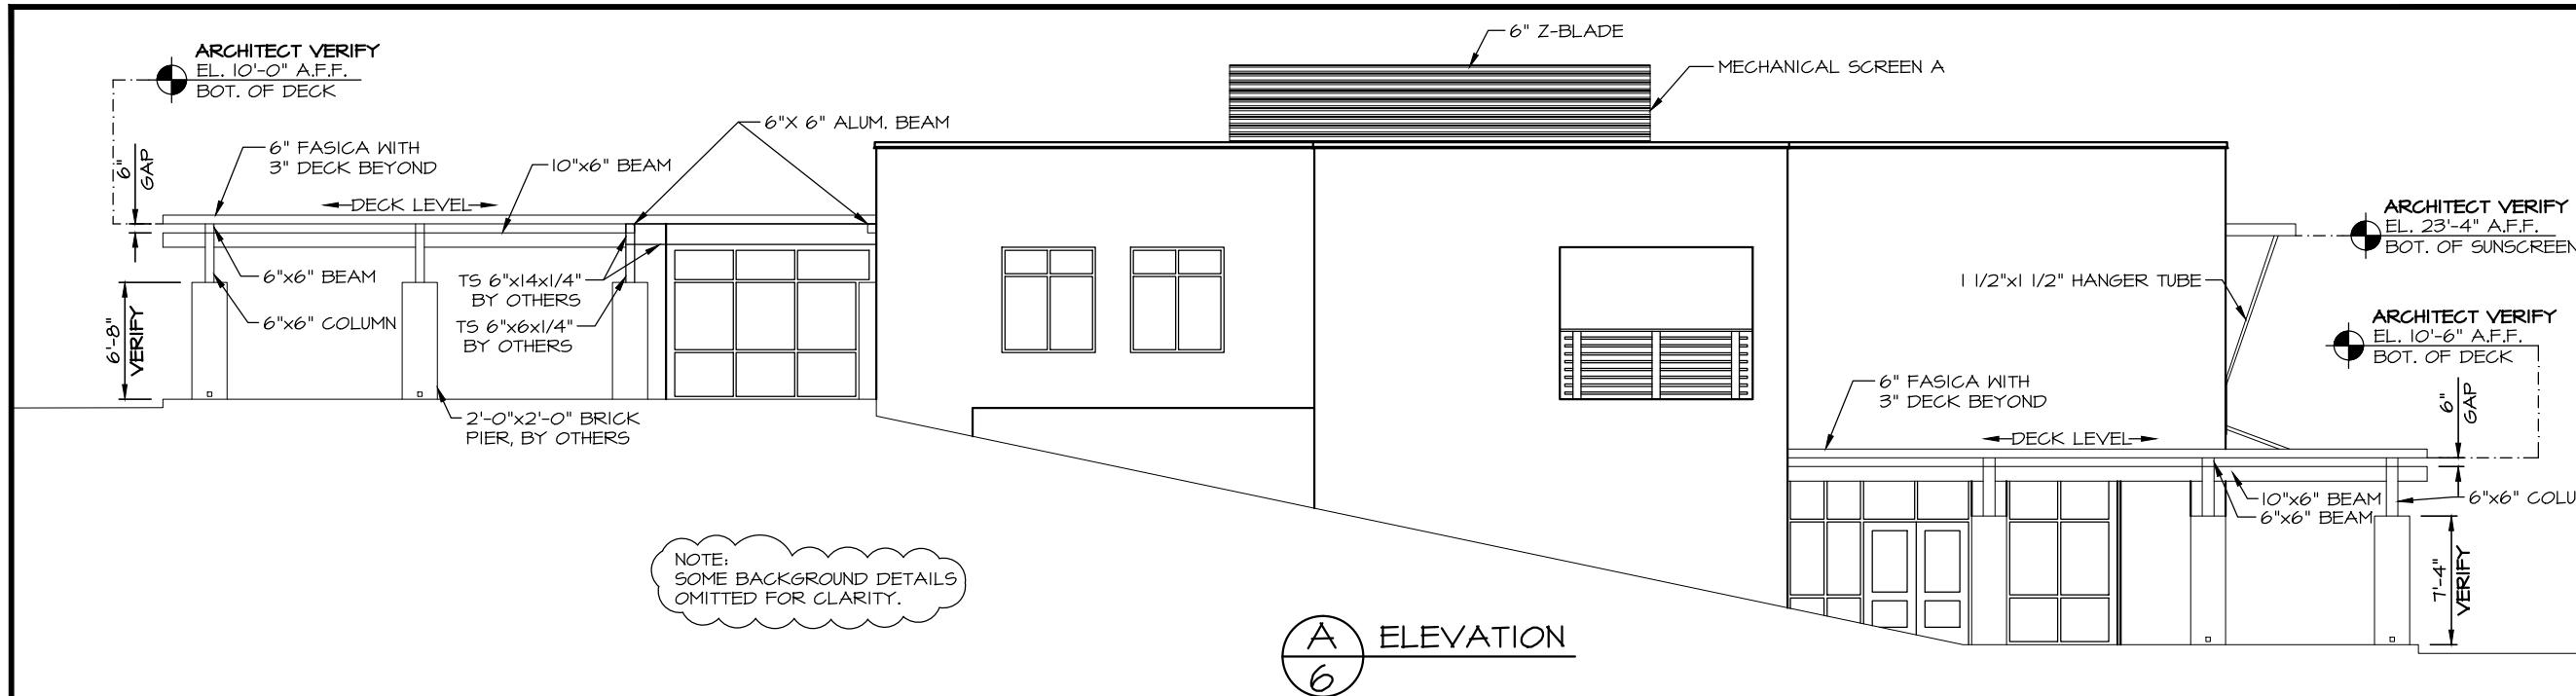 6" Z-BLADE
MECHANICAL SCREEN A
ARCHITECT VERIFY
EL. 10'-0" A.F.F.
BOT. OF DECK
6"X 6" ALUM. BEAM
6" FASICA WITH
3" DECK BEYOND
10"x6" BEAM
6"
GAP
DECK LEVEL
6"x6" BEAM
6"x6" COLUMN
TS 6"x14x1/4"
BY OTHERS
TS 6"x6x1/4"
BY OTHERS
6'-8"
VERIFY
2'-0"x2'-0" BRICK
PIER, BY OTHERS
ARCHITECT VERIFY
EL. 23'-4" A.F.F.
BOT. OF SUNSCREEN
1 1/2"x1 1/2" HANGER TUBE
ARCHITECT VERIFY
EL. 10'-6" A.F.F.
BOT. OF DECK
6" FASICA WITH
3" DECK BEYOND
6"
GAP
DECK LEVEL
10"x6" BEAM
6"x6" BEAM
6"x6" COLU
7'-4"
VERIFY
NOTE:
SOME BACKGROUND DETAILS
OMITTED FOR CLARITY.
A
6
ELEVATION